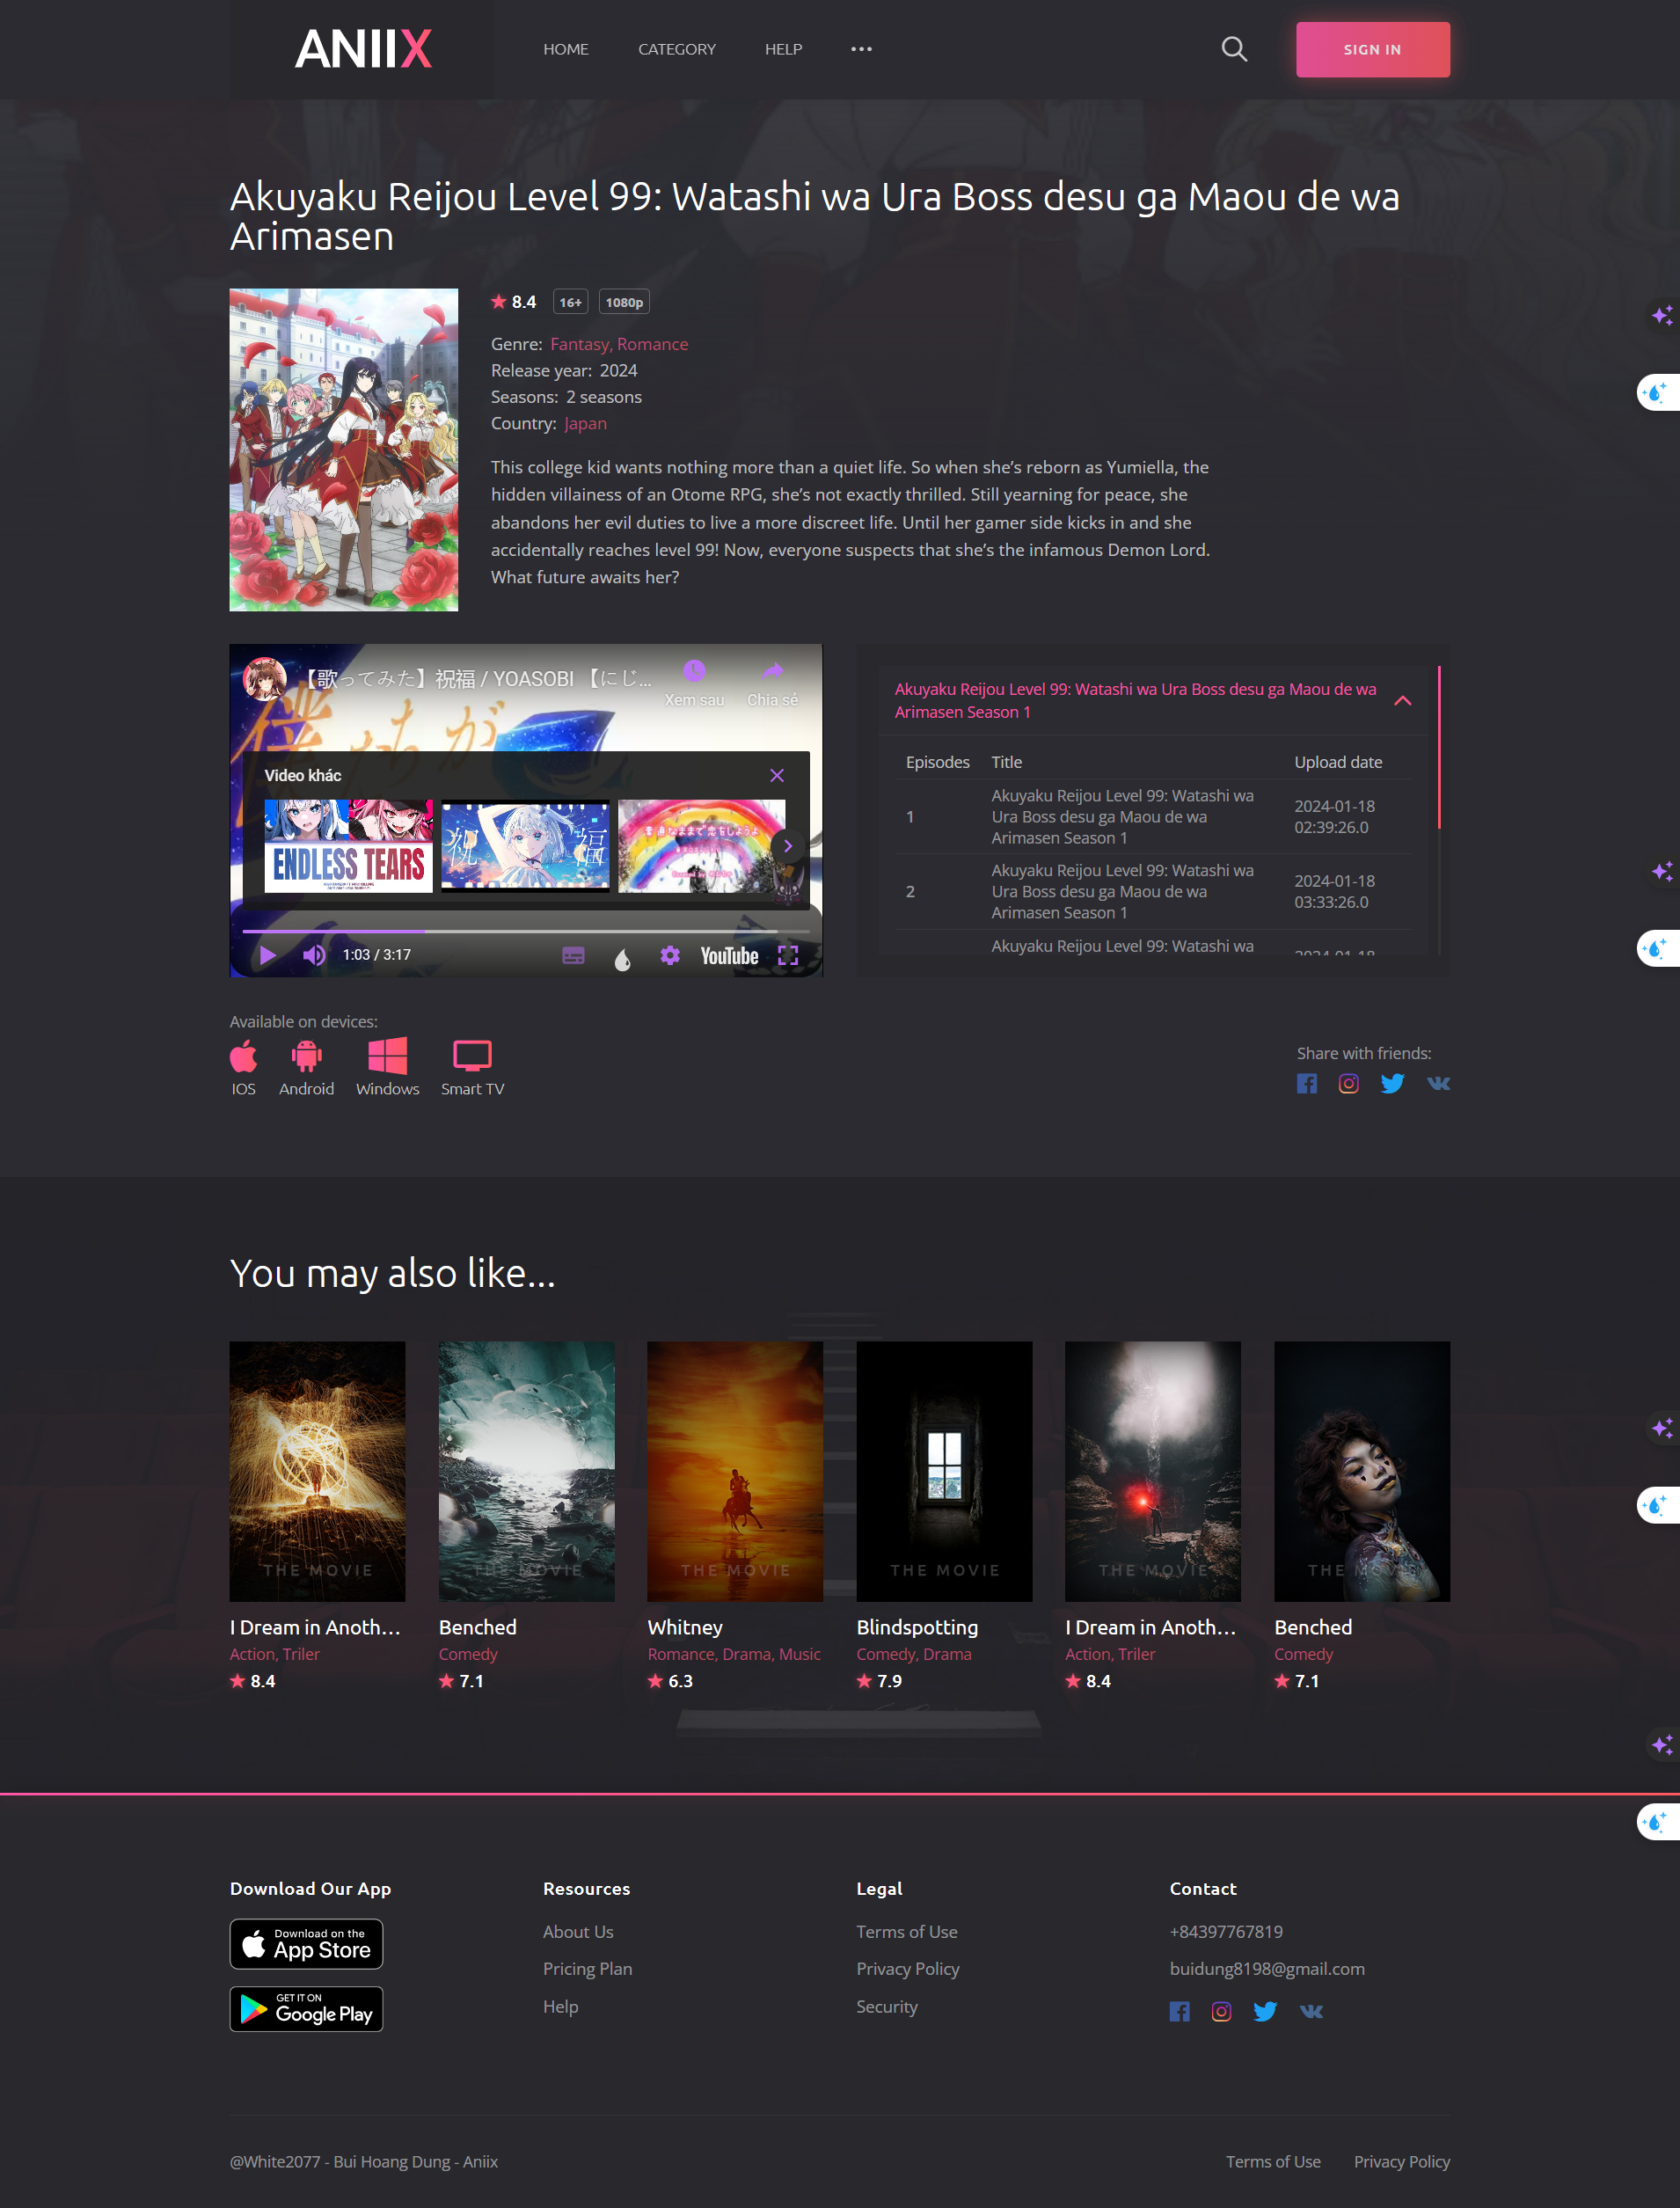 ANIIX
HOME
CATEGORY
HELP
SIGN IN
Akuyaku Reijou Level 99: Watashi wa Ura Boss desu ga Maou de wa
Arimasen
8.4
16+
1080p
Genre: Fantasy, Romance
Release year: 2024
Seasons: 2 seasons
Country: Japan
This college kid wants nothing more than a quiet life. So when she’s reborn as Yumiella, the
hidden villainess of an Otome RPG, she’s not exactly thrilled. Still yearning for peace, she
abandons her evil duties to live a more discreet life. Until her gamer side kicks in and she
accidentally reaches level 99! Now, everyone suspects that she’s the infamous Demon Lord.
What future awaits her?
【歌ってみた】祝福 / YOASOBI 【にじ...
Xem sau
Chia sẻ
僕たちが
Video khác
ENDLESS TEARS
祝福
1:03 / 3:17
YouTube
Akuyaku Reijou Level 99: Watashi wa Ura Boss desu ga Maou de wa
Arimasen Season 1
Episodes Title Upload date
1
Akuyaku Reijou Level 99: Watashi wa
Ura Boss desu ga Maou de wa
Arimasen Season 1
2024-01-18
02:39:26.0
2
Akuyaku Reijou Level 99: Watashi wa
Ura Boss desu ga Maou de wa
Arimasen Season 1
2024-01-18
03:33:26.0
Akuyaku Reijou Level 99: Watashi wa
2024-01-18
Available on devices:
IOS
Android
Windows
Smart TV
Share with friends:
You may also like...
THE MOVIE
THE MOVIE
THE MOVIE
THE MOVIE
THE MOVIE
THE MOVIE
I Dream in Anoth...
Action, Triler
8.4
Benched
Comedy
7.1
Whitney
Romance, Drama, Music
6.3
Blindspotting
Comedy, Drama
7.9
I Dream in Anoth...
Action, Triler
8.4
Benched
Comedy
7.1
Download Our App
Download on the
App Store
GET IT ON
Google Play
Resources
About Us
Pricing Plan
Help
Legal
Terms of Use
Privacy Policy
Security
Contact
+84397767819
buidung8198@gmail.com
@White2077 - Bui Hoang Dung - Aniix
Terms of Use
Privacy Policy